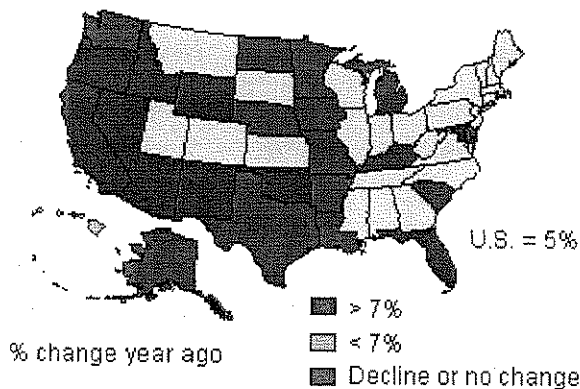 U.S. = 5%
> 7%
< 7%
% change year ago
Decline or no change